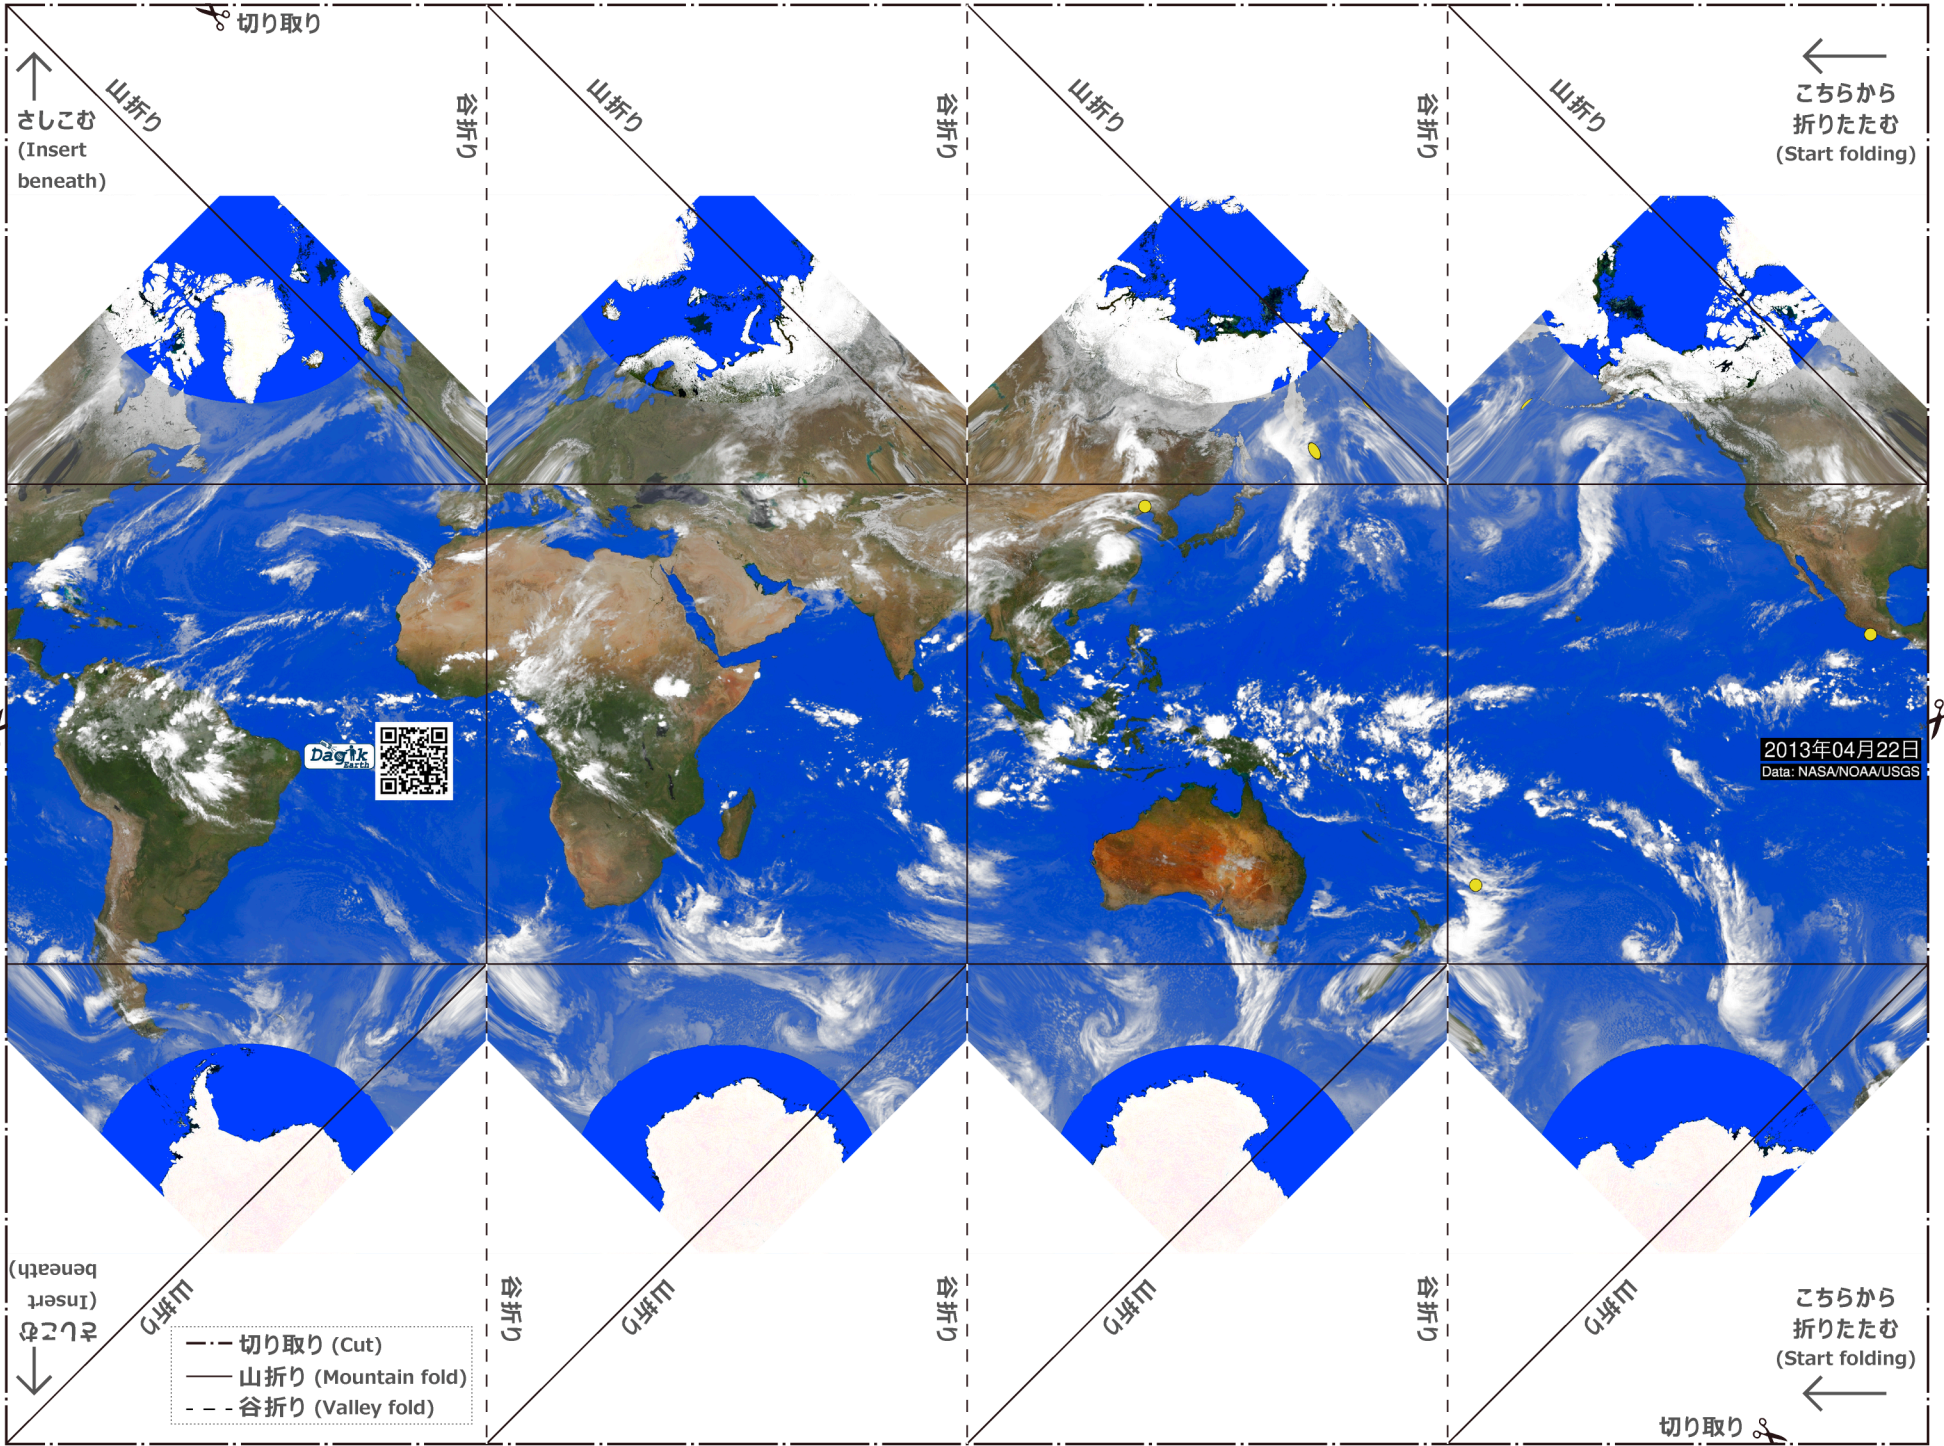 切り取り
山折り
谷折り
山折り
谷折り
山折り
谷折り
山折り
さしこむ
(Insert
beneath)
こちらから
折りたたむ
(Start folding)
Dagik
Earth
2013年04月22日
Data: NASA/NOAA/USGS
さしこむ
(Insert
beneath)
山折り
谷折り
山折り
谷折り
山折り
谷折り
山折り
切り取り (Cut)
山折り (Mountain fold)
谷折り (Valley fold)
こちらから
折りたたむ
(Start folding)
切り取り